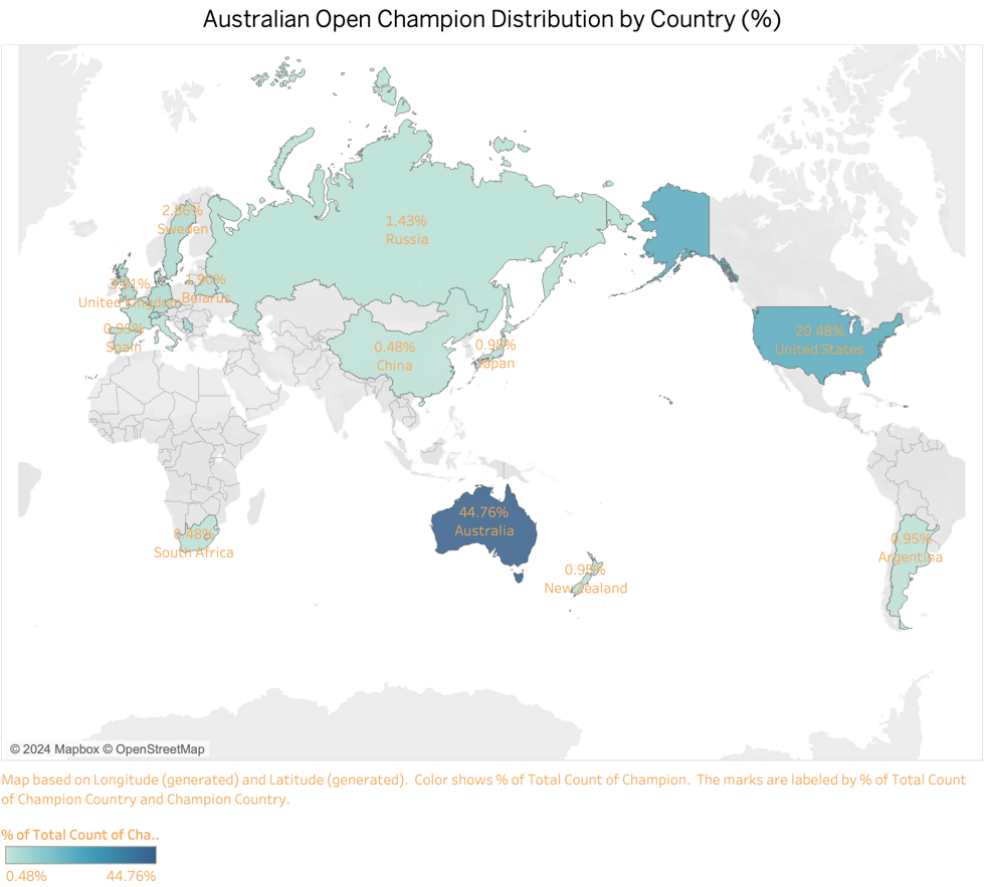 Australian Open Champion Distribution by Country (%)
2.86%
Sweden
1.43%
Russia
United Kingdom
1.90%
Belarus
0.95%
Spain
0.48%
China
0.95%
Japan
20.48%
United States
44.76%
Australia
0.48%
South Africa
0.95%
New Zealand
0.95%
Argentina
© 2024 Mapbox © OpenStreetMap
Map based on Longitude (generated) and Latitude (generated). Color shows % of Total Count of Champion. The marks are labeled by % of Total Count
of Champion Country and Champion Country.
% of Total Count of Cha..
0.48%
44.76%